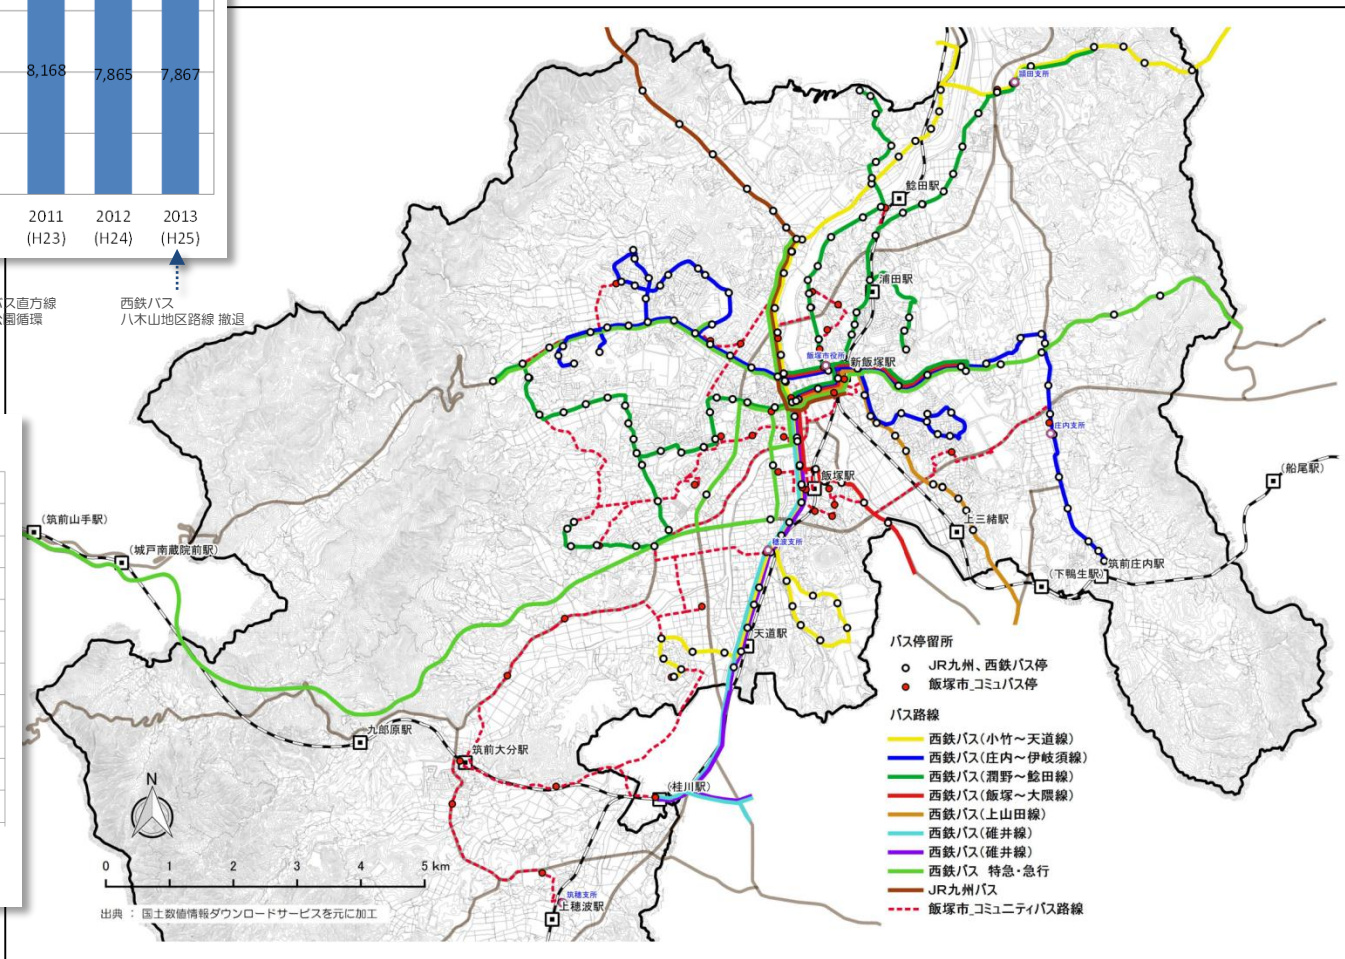 8,168
7,865
7,867
2011
(H23)
2012
(H24)
2013
(H25)
バス直方線
公園循環
西鉄バス
八木山地区路線 撤退
頴田支所
鯰田駅
浦田駅
飯塚市役所
新飯塚駅
庄内支所
(船尾駅)
飯塚駅
上三緒駅
(筑前山手駅)
(城戸南蔵院前駅)
穂波支所
筑前庄内駅
(下鴨生駅)
天道駅
九郎原駅
筑前大分駅
(桂川駅)
筑穂支所
上穂波駅
バス停留所
JR九州、西鉄バス停
飯塚市_コミュバス停
バス路線
西鉄バス(小竹～天道線)
西鉄バス(庄内～伊岐須線)
西鉄バス(潤野～鯰田線)
西鉄バス(飯塚～大隈線)
西鉄バス(上山田線)
西鉄バス(碓井線)
西鉄バス(碓井線)
西鉄バス 特急・急行
JR九州バス
飯塚市_コミュニティバス路線
N
0 1 2 3 4 5 km
出典 ： 国土数値情報ダウンロードサービスを元に加工